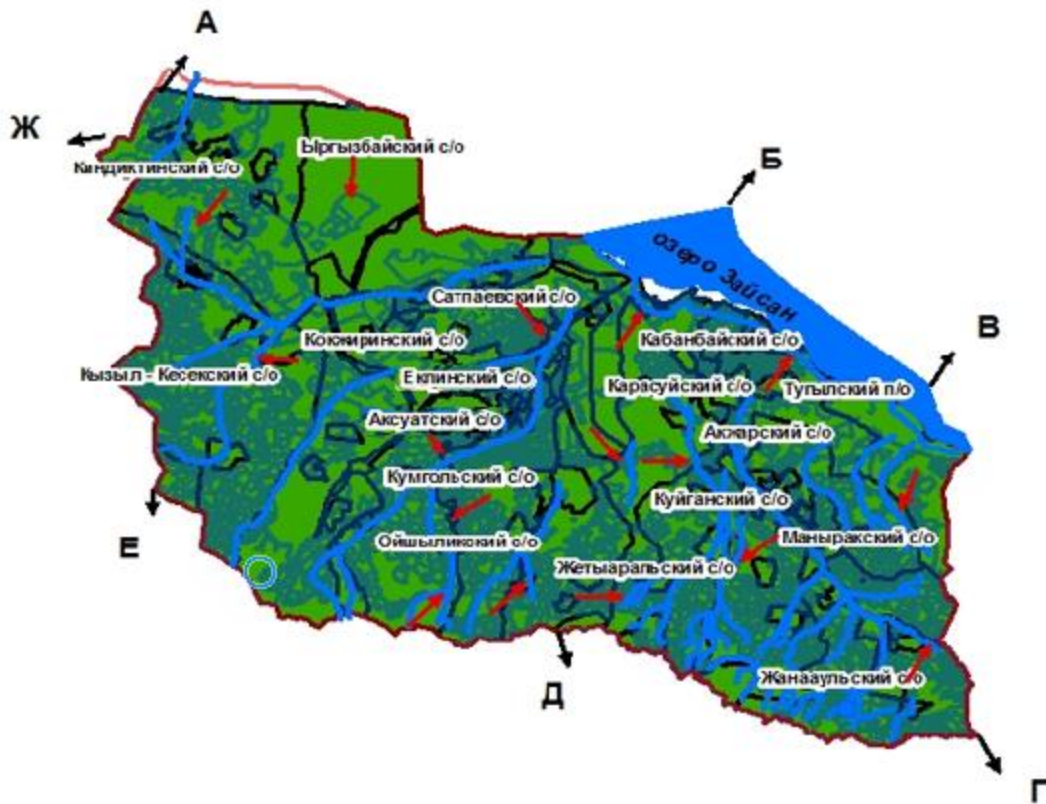 А
Ж
Ыргызбайский с/о
Киндиктинский с/о
Б
озеро Зайсан
Сатпаевский с/о
В
Кокжиринский с/о
Кабанбайский с/о
Кызыл - Кесекский с/о
Екпинский с/о
Карасуйский с/о
Тугылский п/о
Аксуатский с/о
Акжарский с/о
Кумгольский с/о
Куйганский с/о
Е
Ойшыликский с/о
Маныракский с/о
Жетыаральский с/о
Жанааульский с/о
Д
Г